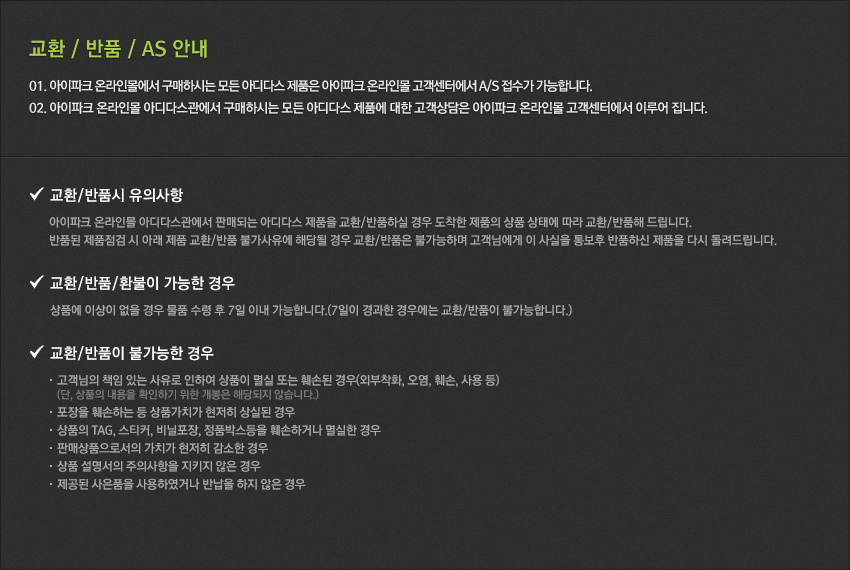 교환 / 반품 / AS 안내
01. 아이파크 온라인몰에서 구매하시는 모든 아디다스 제품은 아이파크 온라인몰 고객센터에서 A/S 접수가 가능합니다.
02. 아이파크 온라인몰 아디다스관에서 구매하시는 모든 아디다스 제품에 대한 고객상담은 아이파크 온라인몰 고객센터에서 이루어 집니다.
교환/반품시 유의사항
아이파크 온라인몰 아디다스관에서 판매되는 아디다스 제품을 교환/반품하실 경우 도착한 제품의 상품 상태에 따라 교환/반품해 드립니다.
반품된 제품점검 시 아래 제품 교환/반품 불가사유에 해당될 경우 교환/반품은 불가능하며 고객님에게 이 사실을 통보후 반품하신 제품을 다시 돌려드립니다.
교환/반품/환불이 가능한 경우
상품에 이상이 없을 경우 물품 수령 후 7일 이내 가능합니다.(7일이 경과한 경우에는 교환/반품이 불가능합니다.)
교환/반품이 불가능한 경우
· 고객님의 책임 있는 사유로 인하여 상품이 멸실 또는 훼손된 경우(외부착화, 오염, 훼손, 사용 등)
(단, 상품의 내용을 확인하기 위한 개봉은 해당되지 않습니다.)
· 포장을 훼손하는 등 상품가치가 현저히 상실된 경우
· 상품의 TAG, 스티커, 비닐포장, 정품박스등을 훼손하거나 멸실한 경우
· 판매상품으로서의 가치가 현저히 감소한 경우
· 상품 설명서의 주의사항을 지키지 않은 경우
· 제공된 사은품을 사용하였거나 반납을 하지 않은 경우